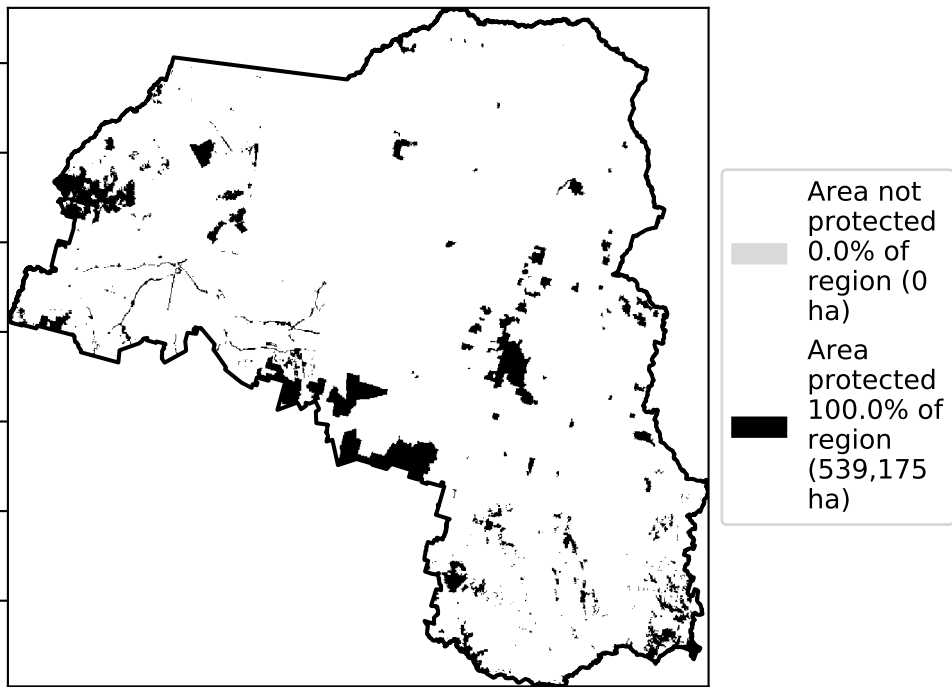 Area not
protected
0.0% of
region (0
ha)
Area
protected
100.0% of
region
(539,175
ha)